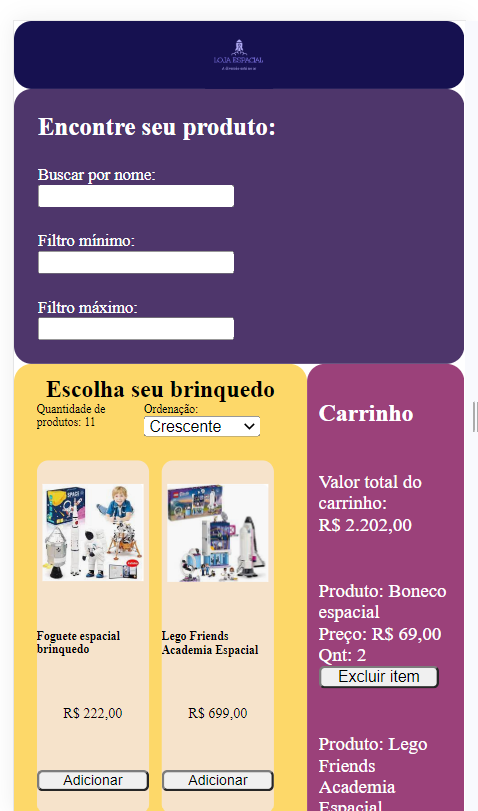 LOJA ESPACIAL
Encontre seu produto:
Buscar por nome:
Filtro mínimo:
Filtro máximo:
Escolha seu brinquedo
Quantidade de
produtos: 11
Ordenação:
Crescente
SPACE
Foguete espacial
brinquedo
R$ 222,00
Adicionar
Lego Friends
Academia Espacial
R$ 699,00
Adicionar
Carrinho
Valor total do
carrinho:
R$ 2.202,00
Produto: Boneco
espacial
Preço: R$ 69,00
Qnt: 2
Excluir item
Produto: Lego
Friends
Academia
Espacial